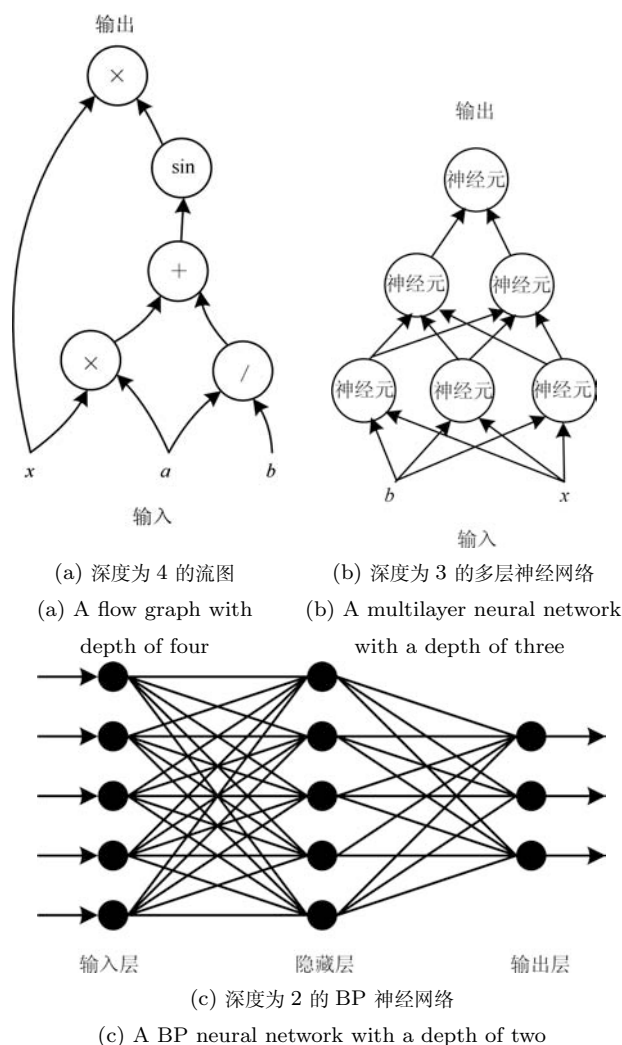 输出
×
sin
+
×
/
x
a
b
输入
输出
神经元
神经元 神经元
神经元 神经元 神经元
b
x
输入
(a) 深度为 4 的流图
(a) A flow graph with
depth of four
(b) 深度为 3 的多层神经网络
(b) A multilayer neural network
with a depth of three
输入层 隐藏层 输出层
(c) 深度为 2 的 BP 神经网络
(c) A BP neural network with a depth of two